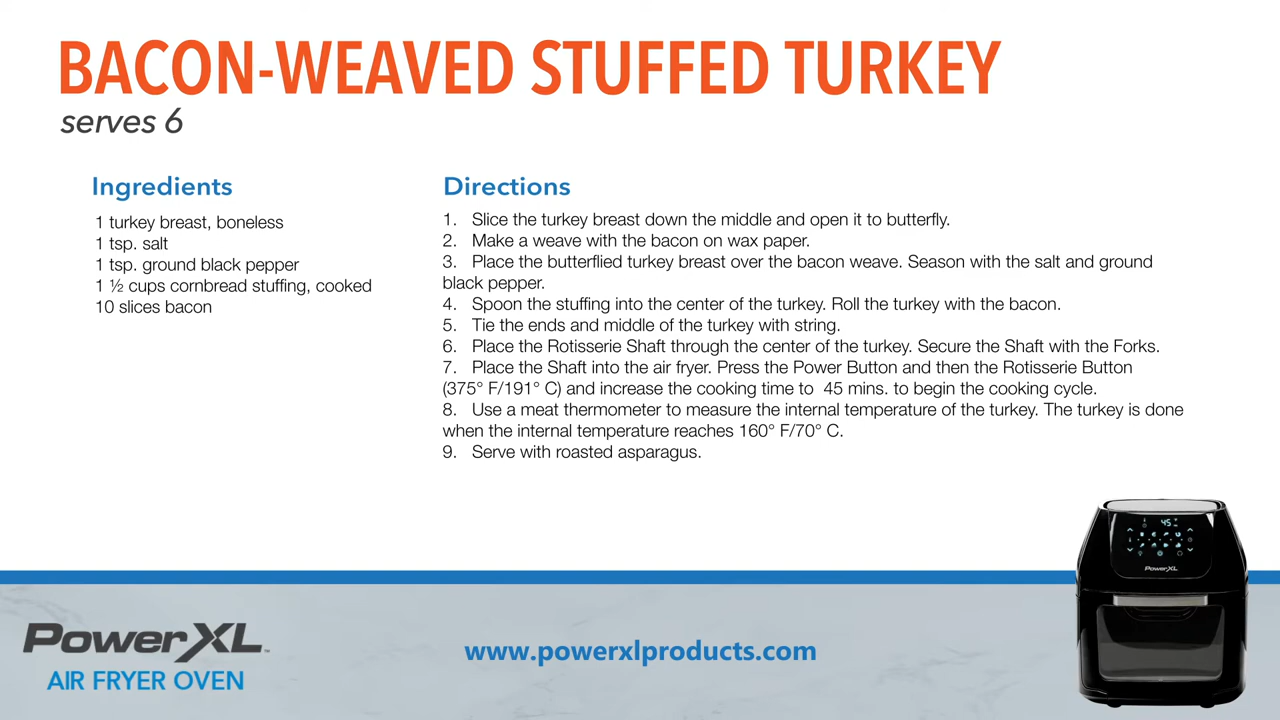 BACON-WEAVED STUFFED TURKEY
serves 6
Ingredients
1 turkey breast, boneless
1 tsp. salt
1 tsp. ground black pepper
1 ½ cups cornbread stuffing, cooked
10 slices bacon
Directions
1. Slice the turkey breast down the middle and open it to butterfly.
2. Make a weave with the bacon on wax paper.
3. Place the butterflied turkey breast over the bacon weave. Season with the salt and ground
black pepper.
4. Spoon the stuffing into the center of the turkey. Roll the turkey with the bacon.
5. Tie the ends and middle of the turkey with string.
6. Place the Rotisserie Shaft through the center of the turkey. Secure the Shaft with the Forks.
7. Place the Shaft into the air fryer. Press the Power Button and then the Rotisserie Button
(375° F/191° C) and increase the cooking time to 45 mins. to begin the cooking cycle.
8. Use a meat thermometer to measure the internal temperature of the turkey. The turkey is done
when the internal temperature reaches 160° F/70° C.
9. Serve with roasted asparagus.
45
PowerXL
PowerXL™
AIR FRYER OVEN
www.powerxlproducts.com